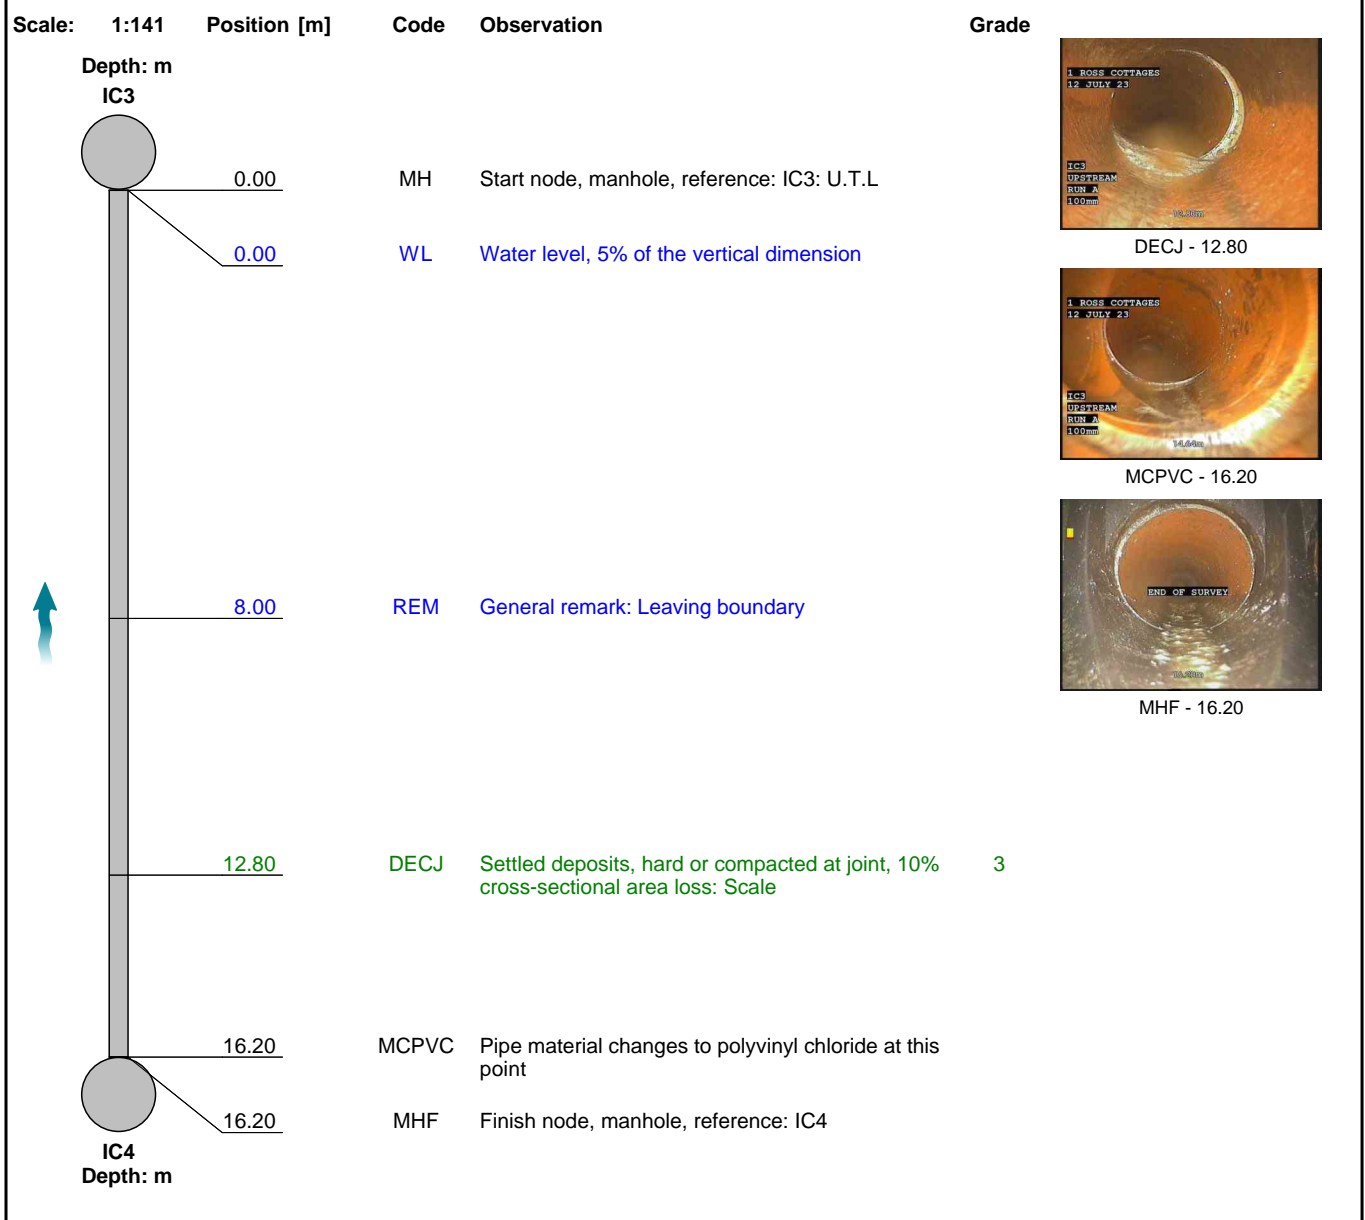 Scale: 1:141 Position [m] Code Observation Grade
Depth: m
IC3
0.00 MH Start node, manhole, reference: IC3: U.T.L
0.00 WL Water level, 5% of the vertical dimension
8.00 REM General remark: Leaving boundary
12.80 DECJ Settled deposits, hard or compacted at joint, 10% 3
cross-sectional area loss: Scale
16.20 MCPVC Pipe material changes to polyvinyl chloride at this
point
16.20 MHF Finish node, manhole, reference: IC4
IC4
Depth: m
1 ROSS COTTAGES
12 JULY 23
IC3
UPSTREAM
RUN A
100mm
12.80m
DECJ - 12.80
1 ROSS COTTAGES
12 JULY 23
IC3
UPSTREAM
RUN A
100mm
14.64m
MCPVC - 16.20
END OF SURVEY
MHF - 16.20